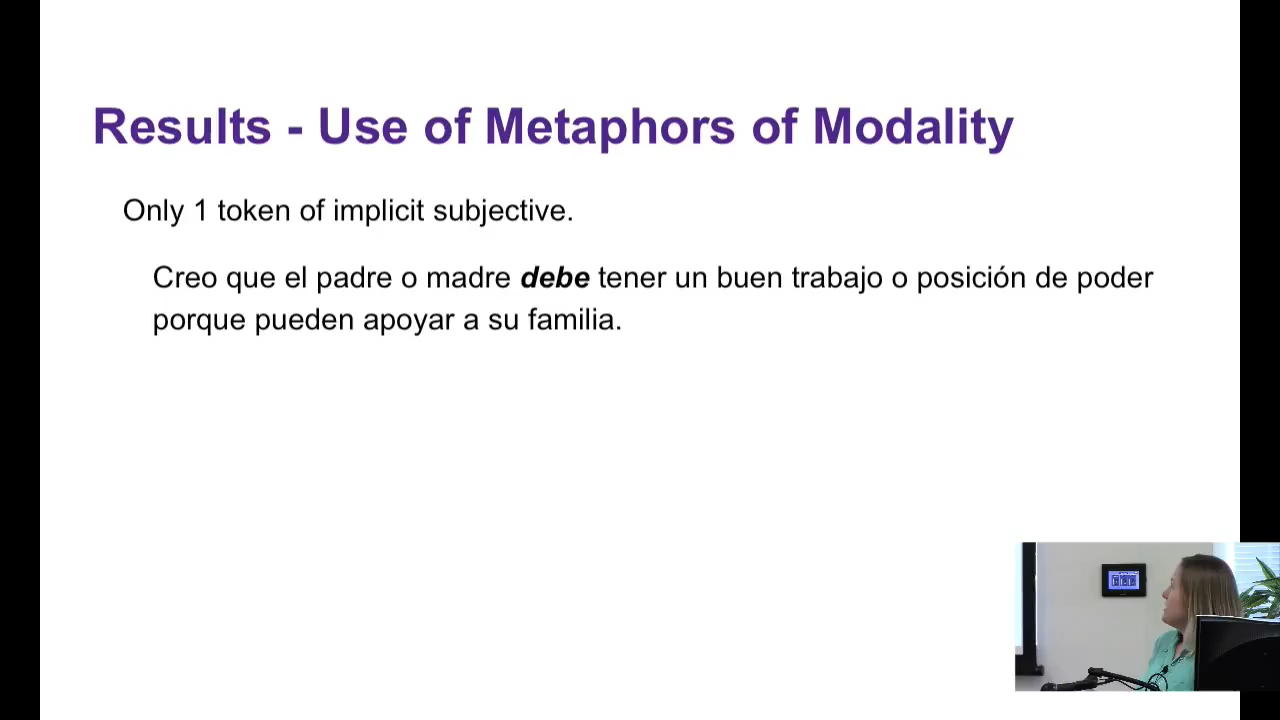 Results - Use of Metaphors of Modality
Only 1 token of implicit subjective.
Creo que el padre o madre debe tener un buen trabajo o posición de poder
porque pueden apoyar a su familia.